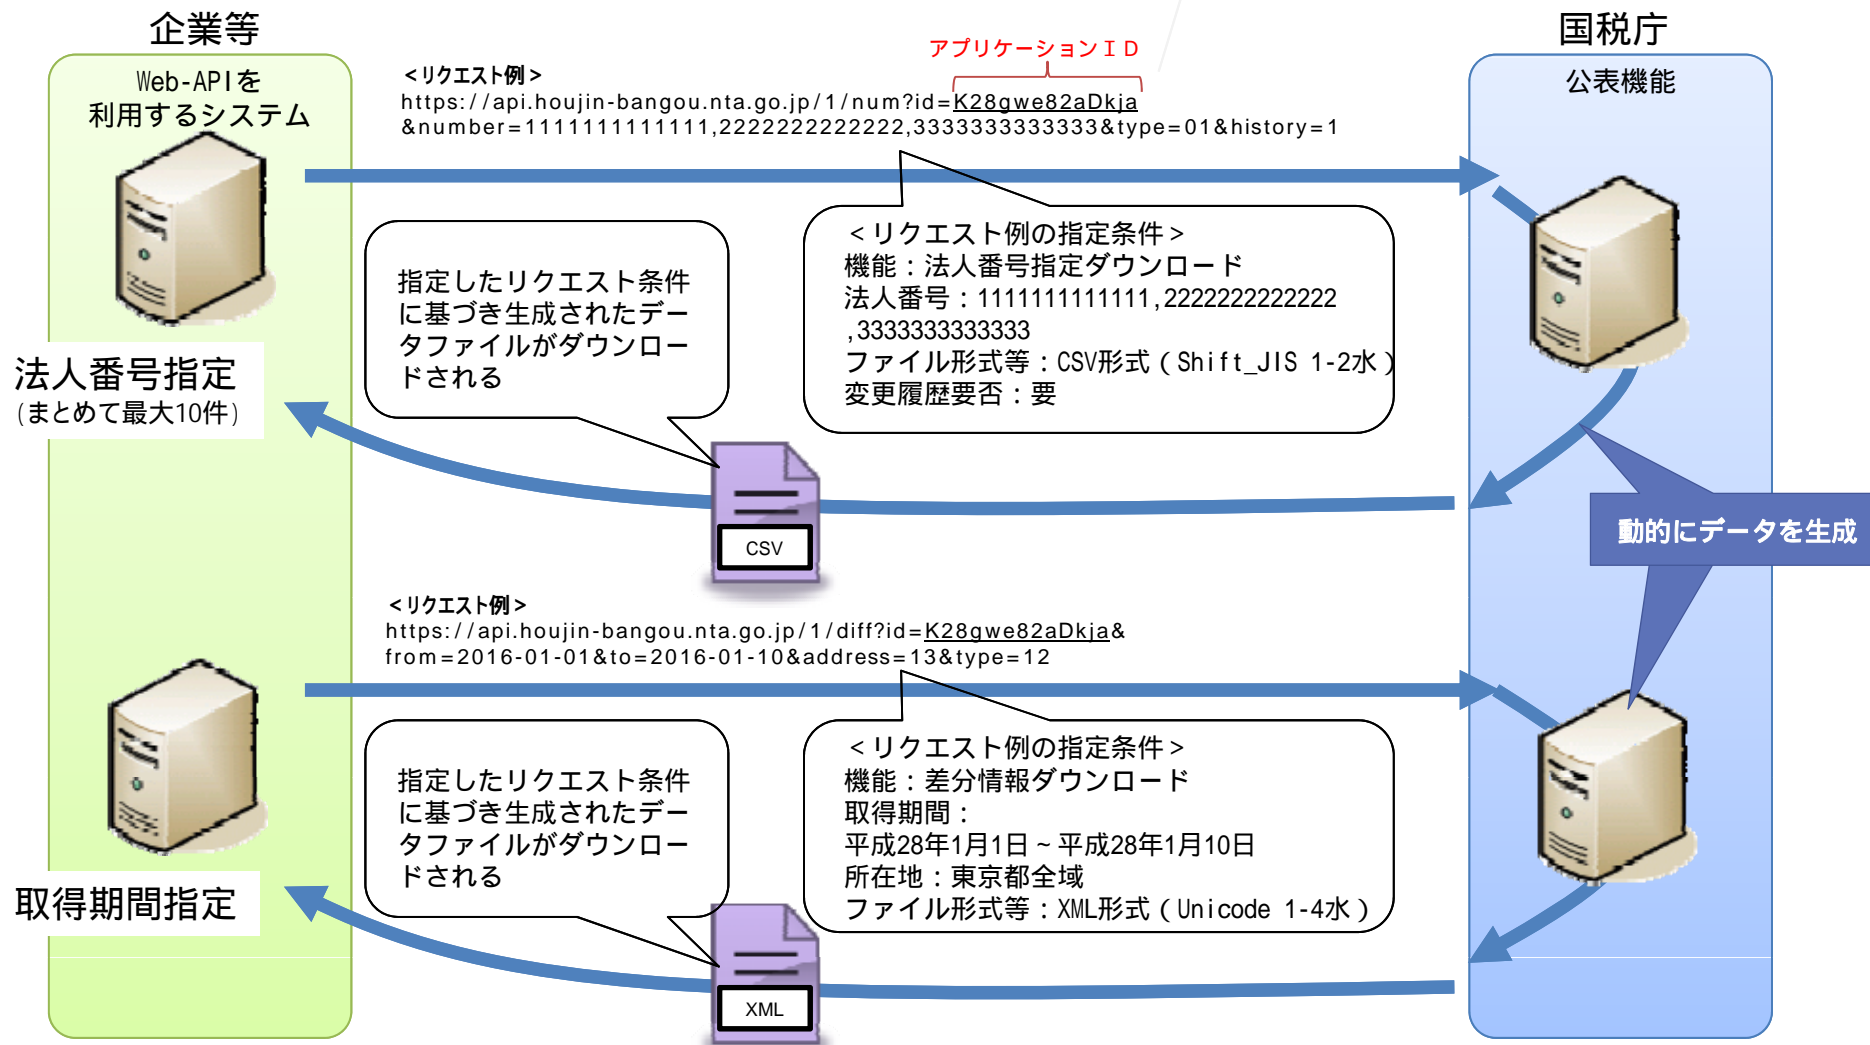 企業等
国税庁
Web-APIを
利用するシステム
アプリケーションＩＤ
＜リクエスト例＞
https://api.houjin-bangou.nta.go.jp/1/num?id=K28gwe82aDkja
&number=1111111111111,2222222222222,3333333333333&type=01&history=1
公表機能
指定したリクエスト条件
に基づき生成されたデー
タファイルがダウンロー
ドされる
＜リクエスト例の指定条件＞
機能：法人番号指定ダウンロード
法人番号：1111111111111,2222222222222
,3333333333333
ファイル形式等：CSV形式（Shift_JIS 1-2水）
変更履歴要否：要
法人番号指定
(まとめて最大10件)
CSV
動的にデータを生成
＜リクエスト例＞
https://api.houjin-bangou.nta.go.jp/1/diff?id=K28gwe82aDkja&
from=2016-01-01&to=2016-01-10&address=13&type=12
指定したリクエスト条件
に基づき生成されたデー
タファイルがダウンロー
ドされる
＜リクエスト例の指定条件＞
機能：差分情報ダウンロード
取得期間：
平成28年1月1日～平成28年1月10日
所在地：東京都全域
ファイル形式等：XML形式（Unicode 1-4水）
取得期間指定
XML